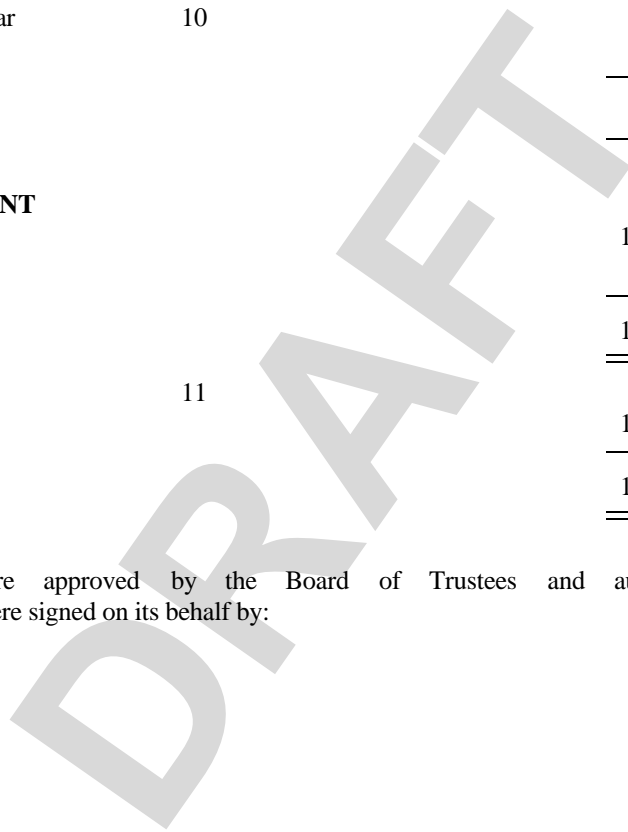 ar 10
NT
1
1
11
1
1
re approved by the Board of Trustees and au
ere signed on its behalf by:
DRAFT